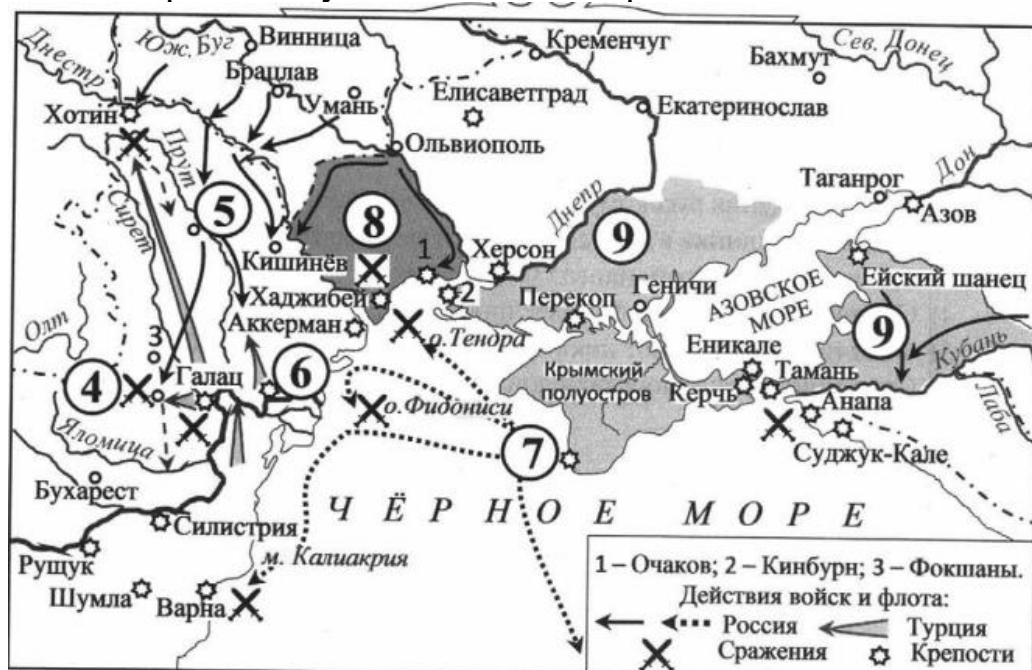 Днестр
Юж. Буг
Винница
Кременчуг
Бахмут
Сев. Донец
Брацлав
Умань
Елисаветград
Екатеринослав
Хотин
Ольвиополь
Прут
Сирет
5
8
Днепр
9
Таганрог
Дон
Азов
Кишинёв
1
Херсон
2
Ейский шанец
Хаджибей
Перекоп
Геничи
АЗОВСКОЕ
МОРЕ
9
Кубань
Олт
3
Аккерман
о.Тендра
Еникале
4
Галац
6
Крымский
полуостров
Керчь
Тамань
Лаба
о.Фидониси
Анапа
Яломица
7
Суджук-Кале
Бухарест
Силистрия
ЧЁРНОЕ МОРЕ
Рущук
м. Калиакрия
Шумла
Варна
1 – Очаков; 2 – Кинбурн; 3 – Фокшаны.
Действия войск и флота:
Россия Турция
Сражения Крепости